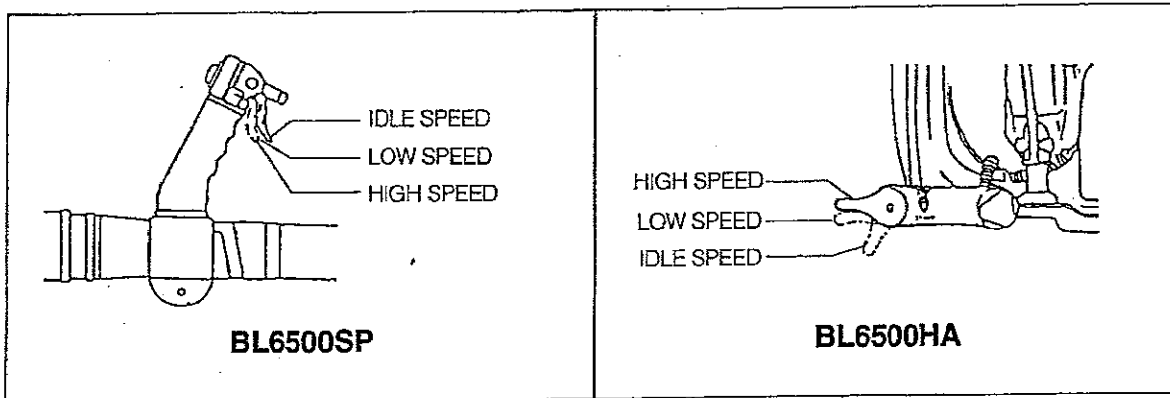 IDLE SPEED
LOW SPEED
HIGH SPEED
BL6500SP
HIGH SPEED
LOW SPEED
IDLE SPEED
BL6500HA